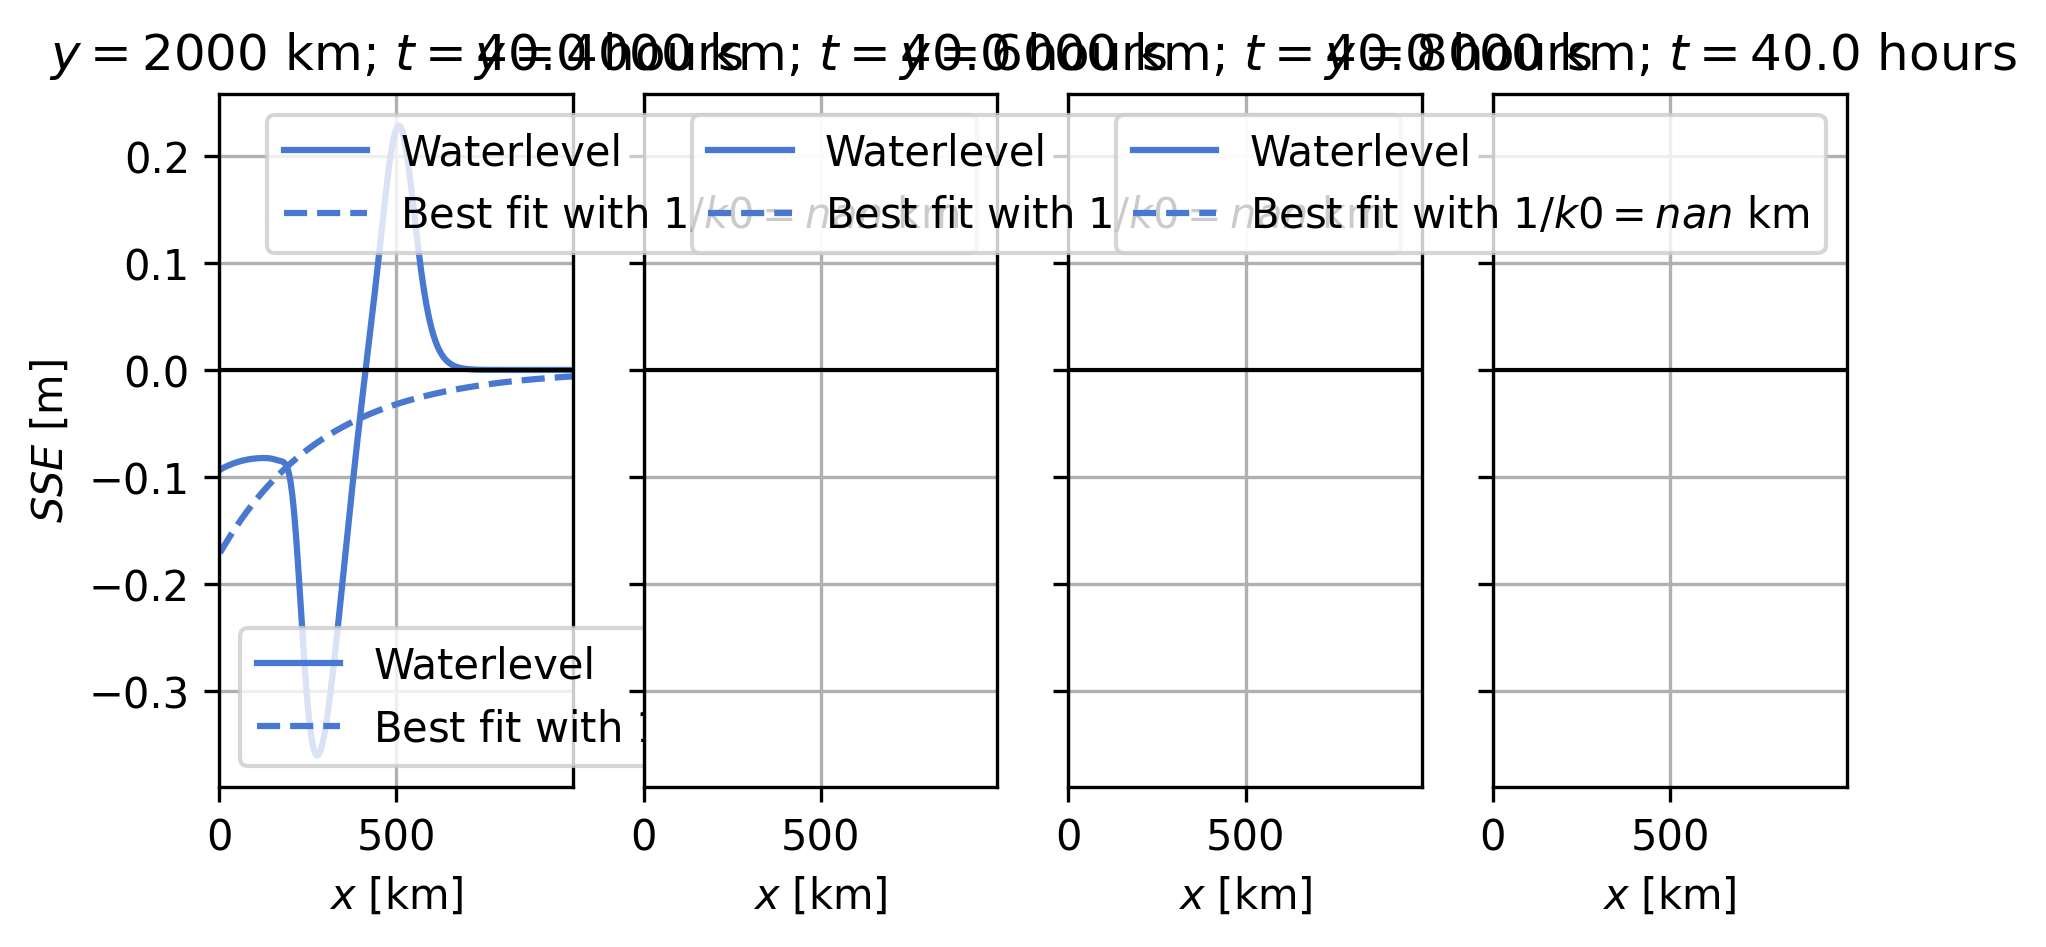 y = 2000 km; t = 40.0 hours
y = 4000 km; t = 40.0 hours
y = 6000 km; t = 40.0 hours
y = 8000 km; t = 40.0 hours
SSE [m]
0.2
0.1
0.0
−0.1
−0.2
−0.3
Waterlevel
Best fit with 1/k0 = nan km
Waterlevel
Best fit with 1/k0 = nan km
Waterlevel
Best fit with 1/k0 = nan km
Waterlevel
Best fit with
0 500
0 500
0 500
0 500
x [km]
x [km]
x [km]
x [km]